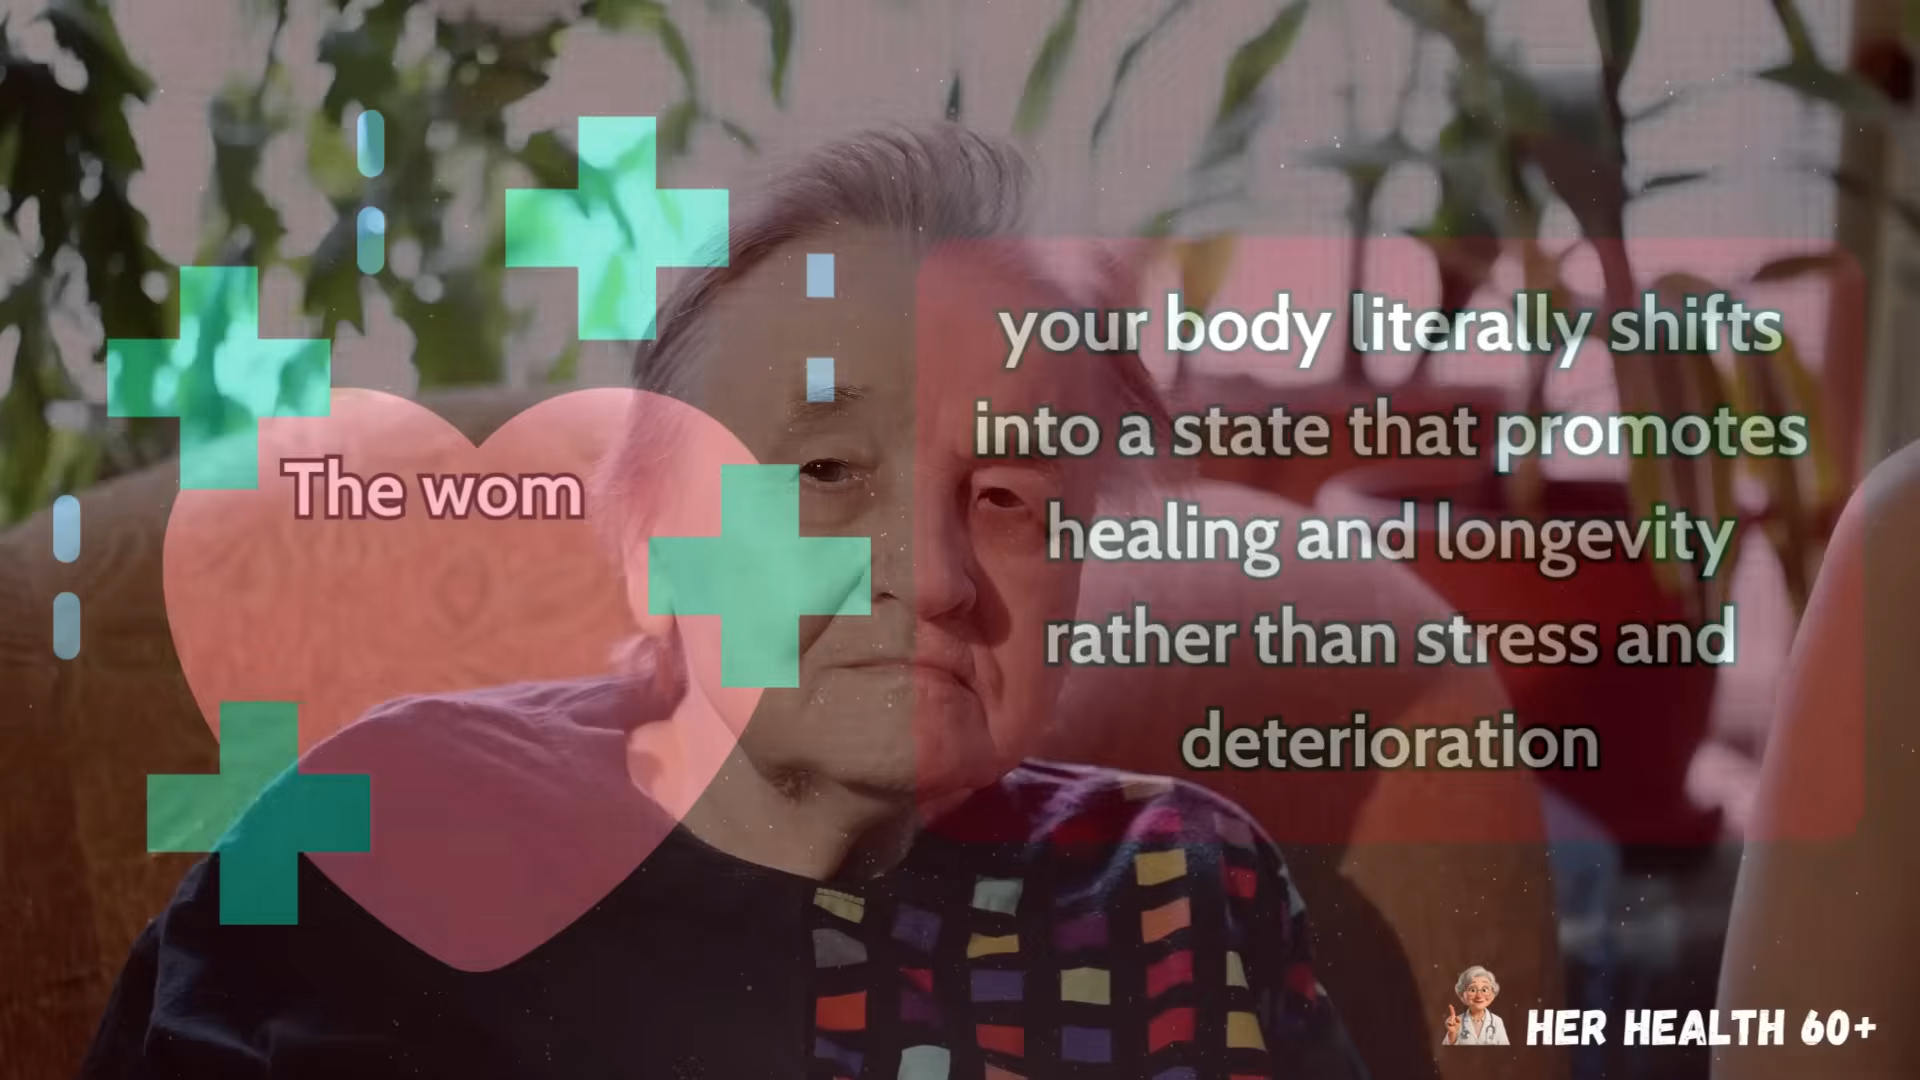 The wom
your body literally shifts
into a state that promotes
healing and longevity
rather than stress and
deterioration
HER HEALTH 60+